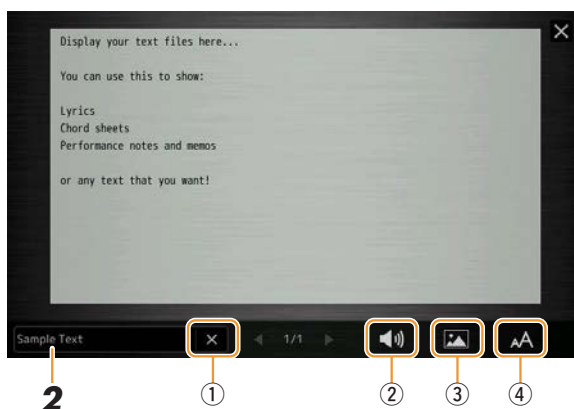 Display your text files here...
You can use this to show:
Lyrics
Chord sheets
Performance notes and memos
or any text that you want!
Sample Text
1/1
AA
2
①
②
③
④